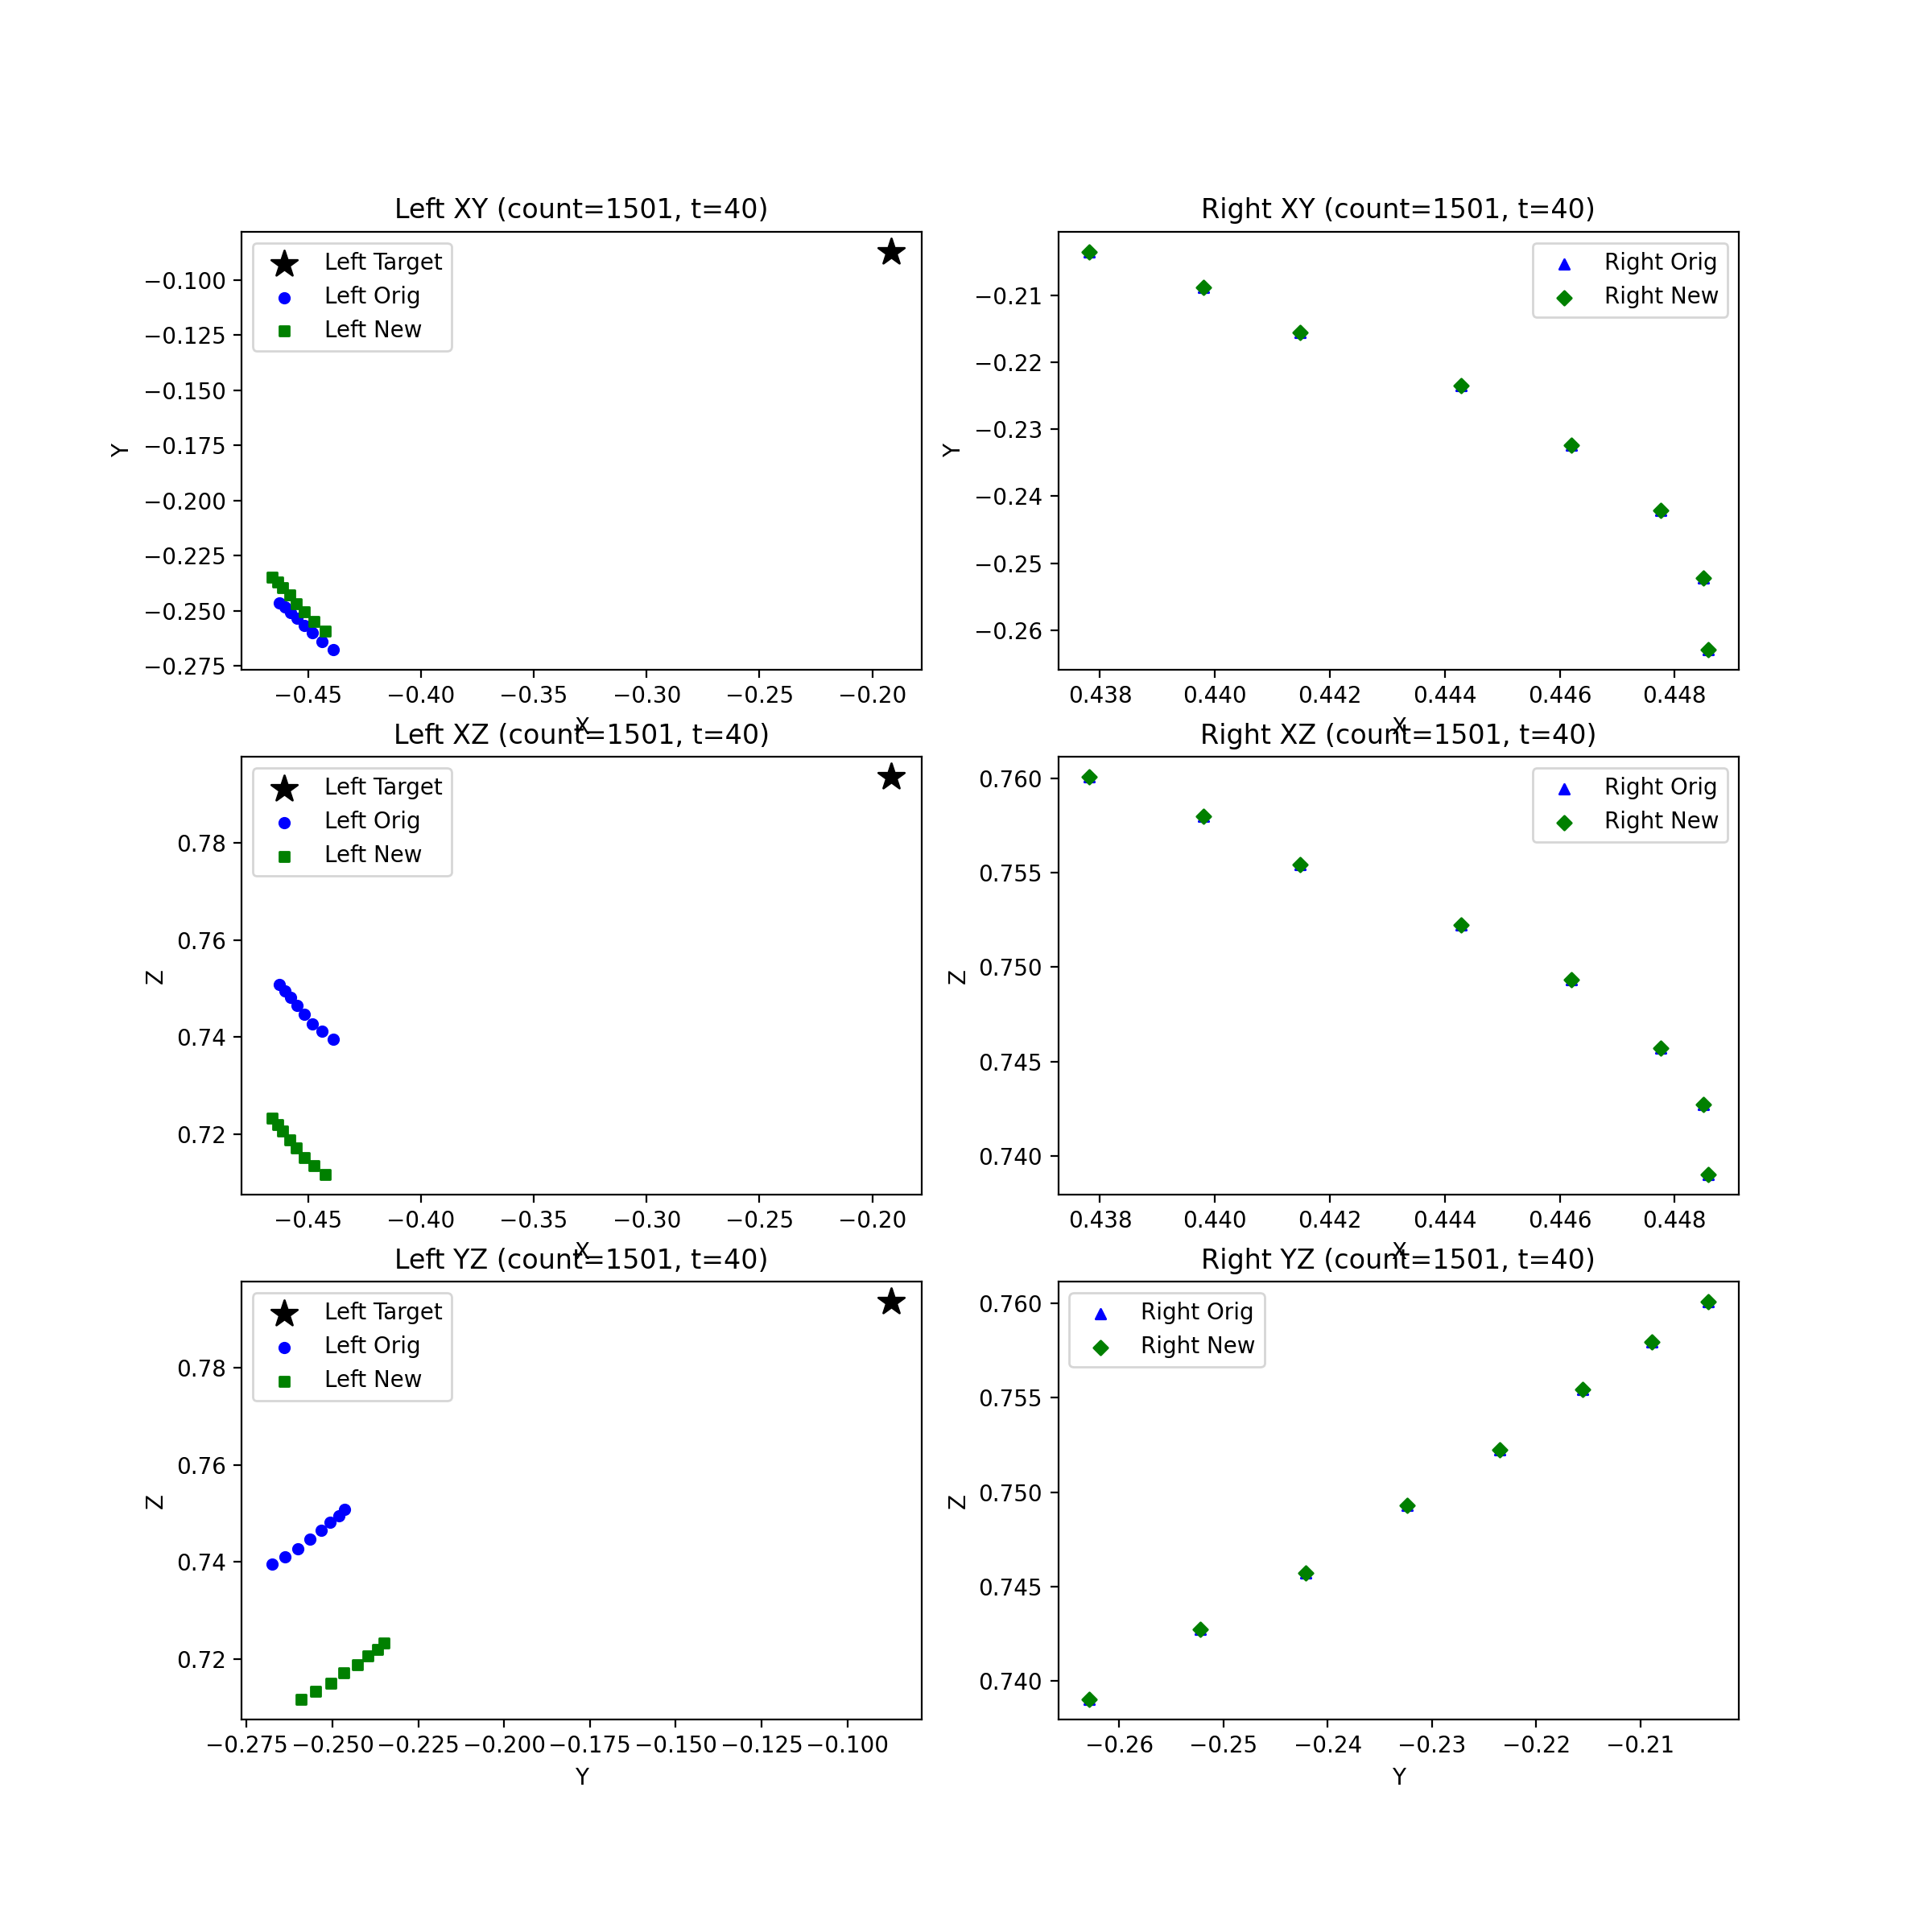 Left XY (count=1501, t=40)
Left Target
Left Orig
Left New
Y
−0.100
−0.125
−0.150
−0.175
−0.200
−0.225
−0.250
−0.275
−0.45 −0.40 −0.35 −0.30 −0.25 −0.20
X
Right XY (count=1501, t=40)
Right Orig
Right New
Y
−0.21
−0.22
−0.23
−0.24
−0.25
−0.26
0.438 0.440 0.442 0.444 0.446 0.448
X
Left XZ (count=1501, t=40)
Left Target
Left Orig
Left New
Z
0.78
0.76
0.74
0.72
−0.45 −0.40 −0.35 −0.30 −0.25 −0.20
X
Right XZ (count=1501, t=40)
Right Orig
Right New
Z
0.760
0.755
0.750
0.745
0.740
0.438 0.440 0.442 0.444 0.446 0.448
X
Left YZ (count=1501, t=40)
Left Target
Left Orig
Left New
Z
0.78
0.76
0.74
0.72
−0.275 −0.250 −0.225 −0.200 −0.175 −0.150 −0.125 −0.100
Y
Right YZ (count=1501, t=40)
Right Orig
Right New
Z
0.760
0.755
0.750
0.745
0.740
−0.26 −0.25 −0.24 −0.23 −0.22 −0.21
Y